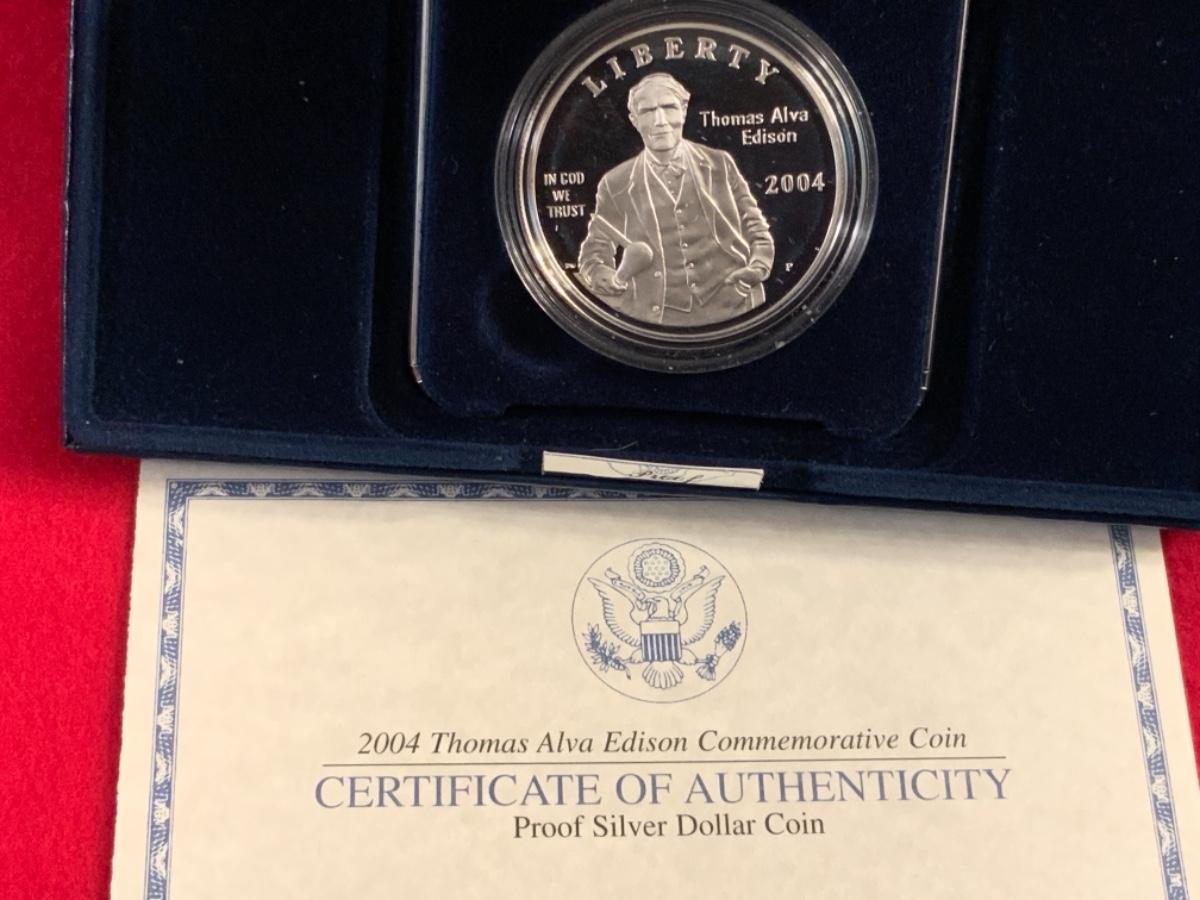 LIBERTY
Thomas Alva
Edison
IN GOD
WE
TRUST
2004
P
Proof
2004 Thomas Alva Edison Commemorative Coin
CERTIFICATE OF AUTHENTICITY
Proof Silver Dollar Coin